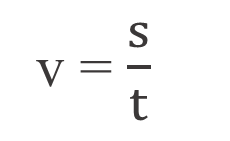 v = s/t